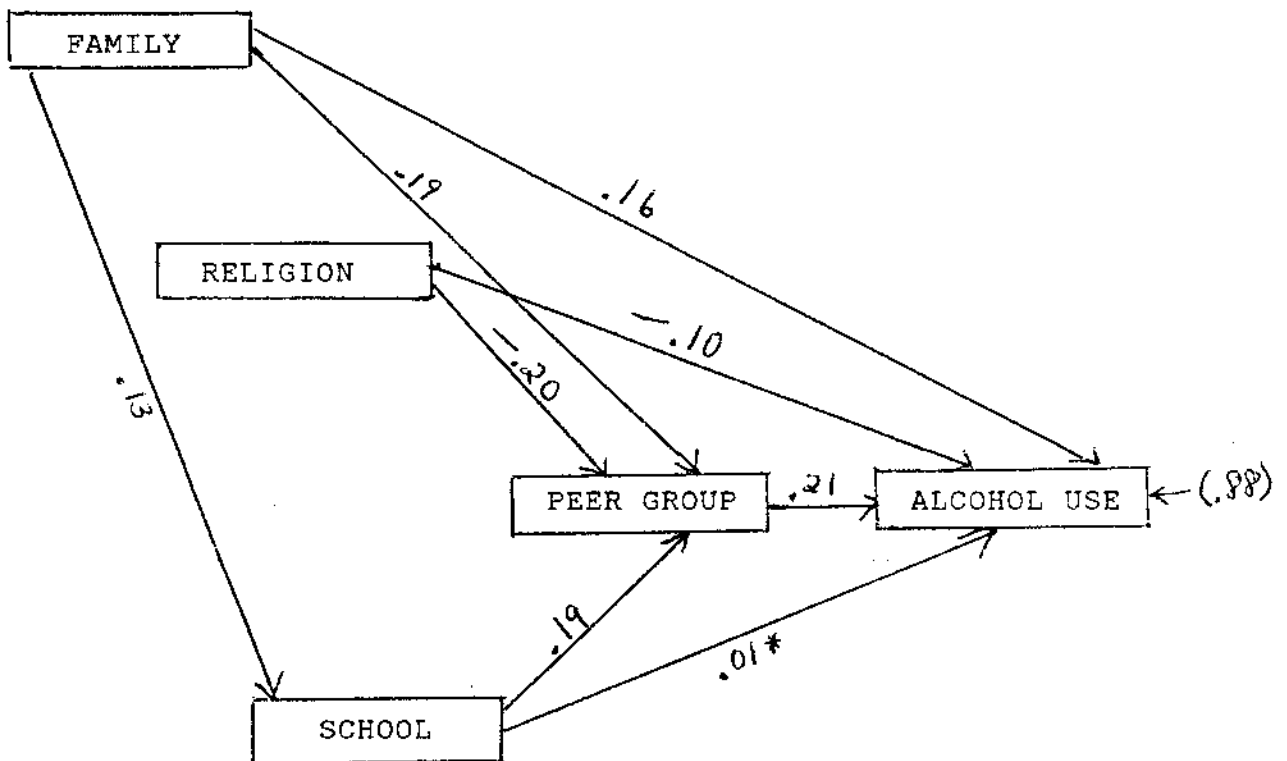 FAMILY
.19
.16
RELIGION
-.10
-.20
.13
PEER GROUP
.21
ALCOHOL USE
(.88)
.19
.01*
SCHOOL